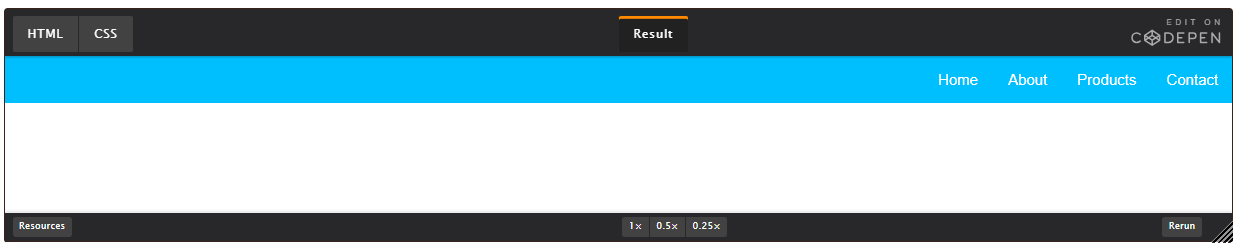 HTML CSS Result EDIT ON
CODEPEN
Home About Products Contact
Resources 1× 0.5× 0.25× Rerun